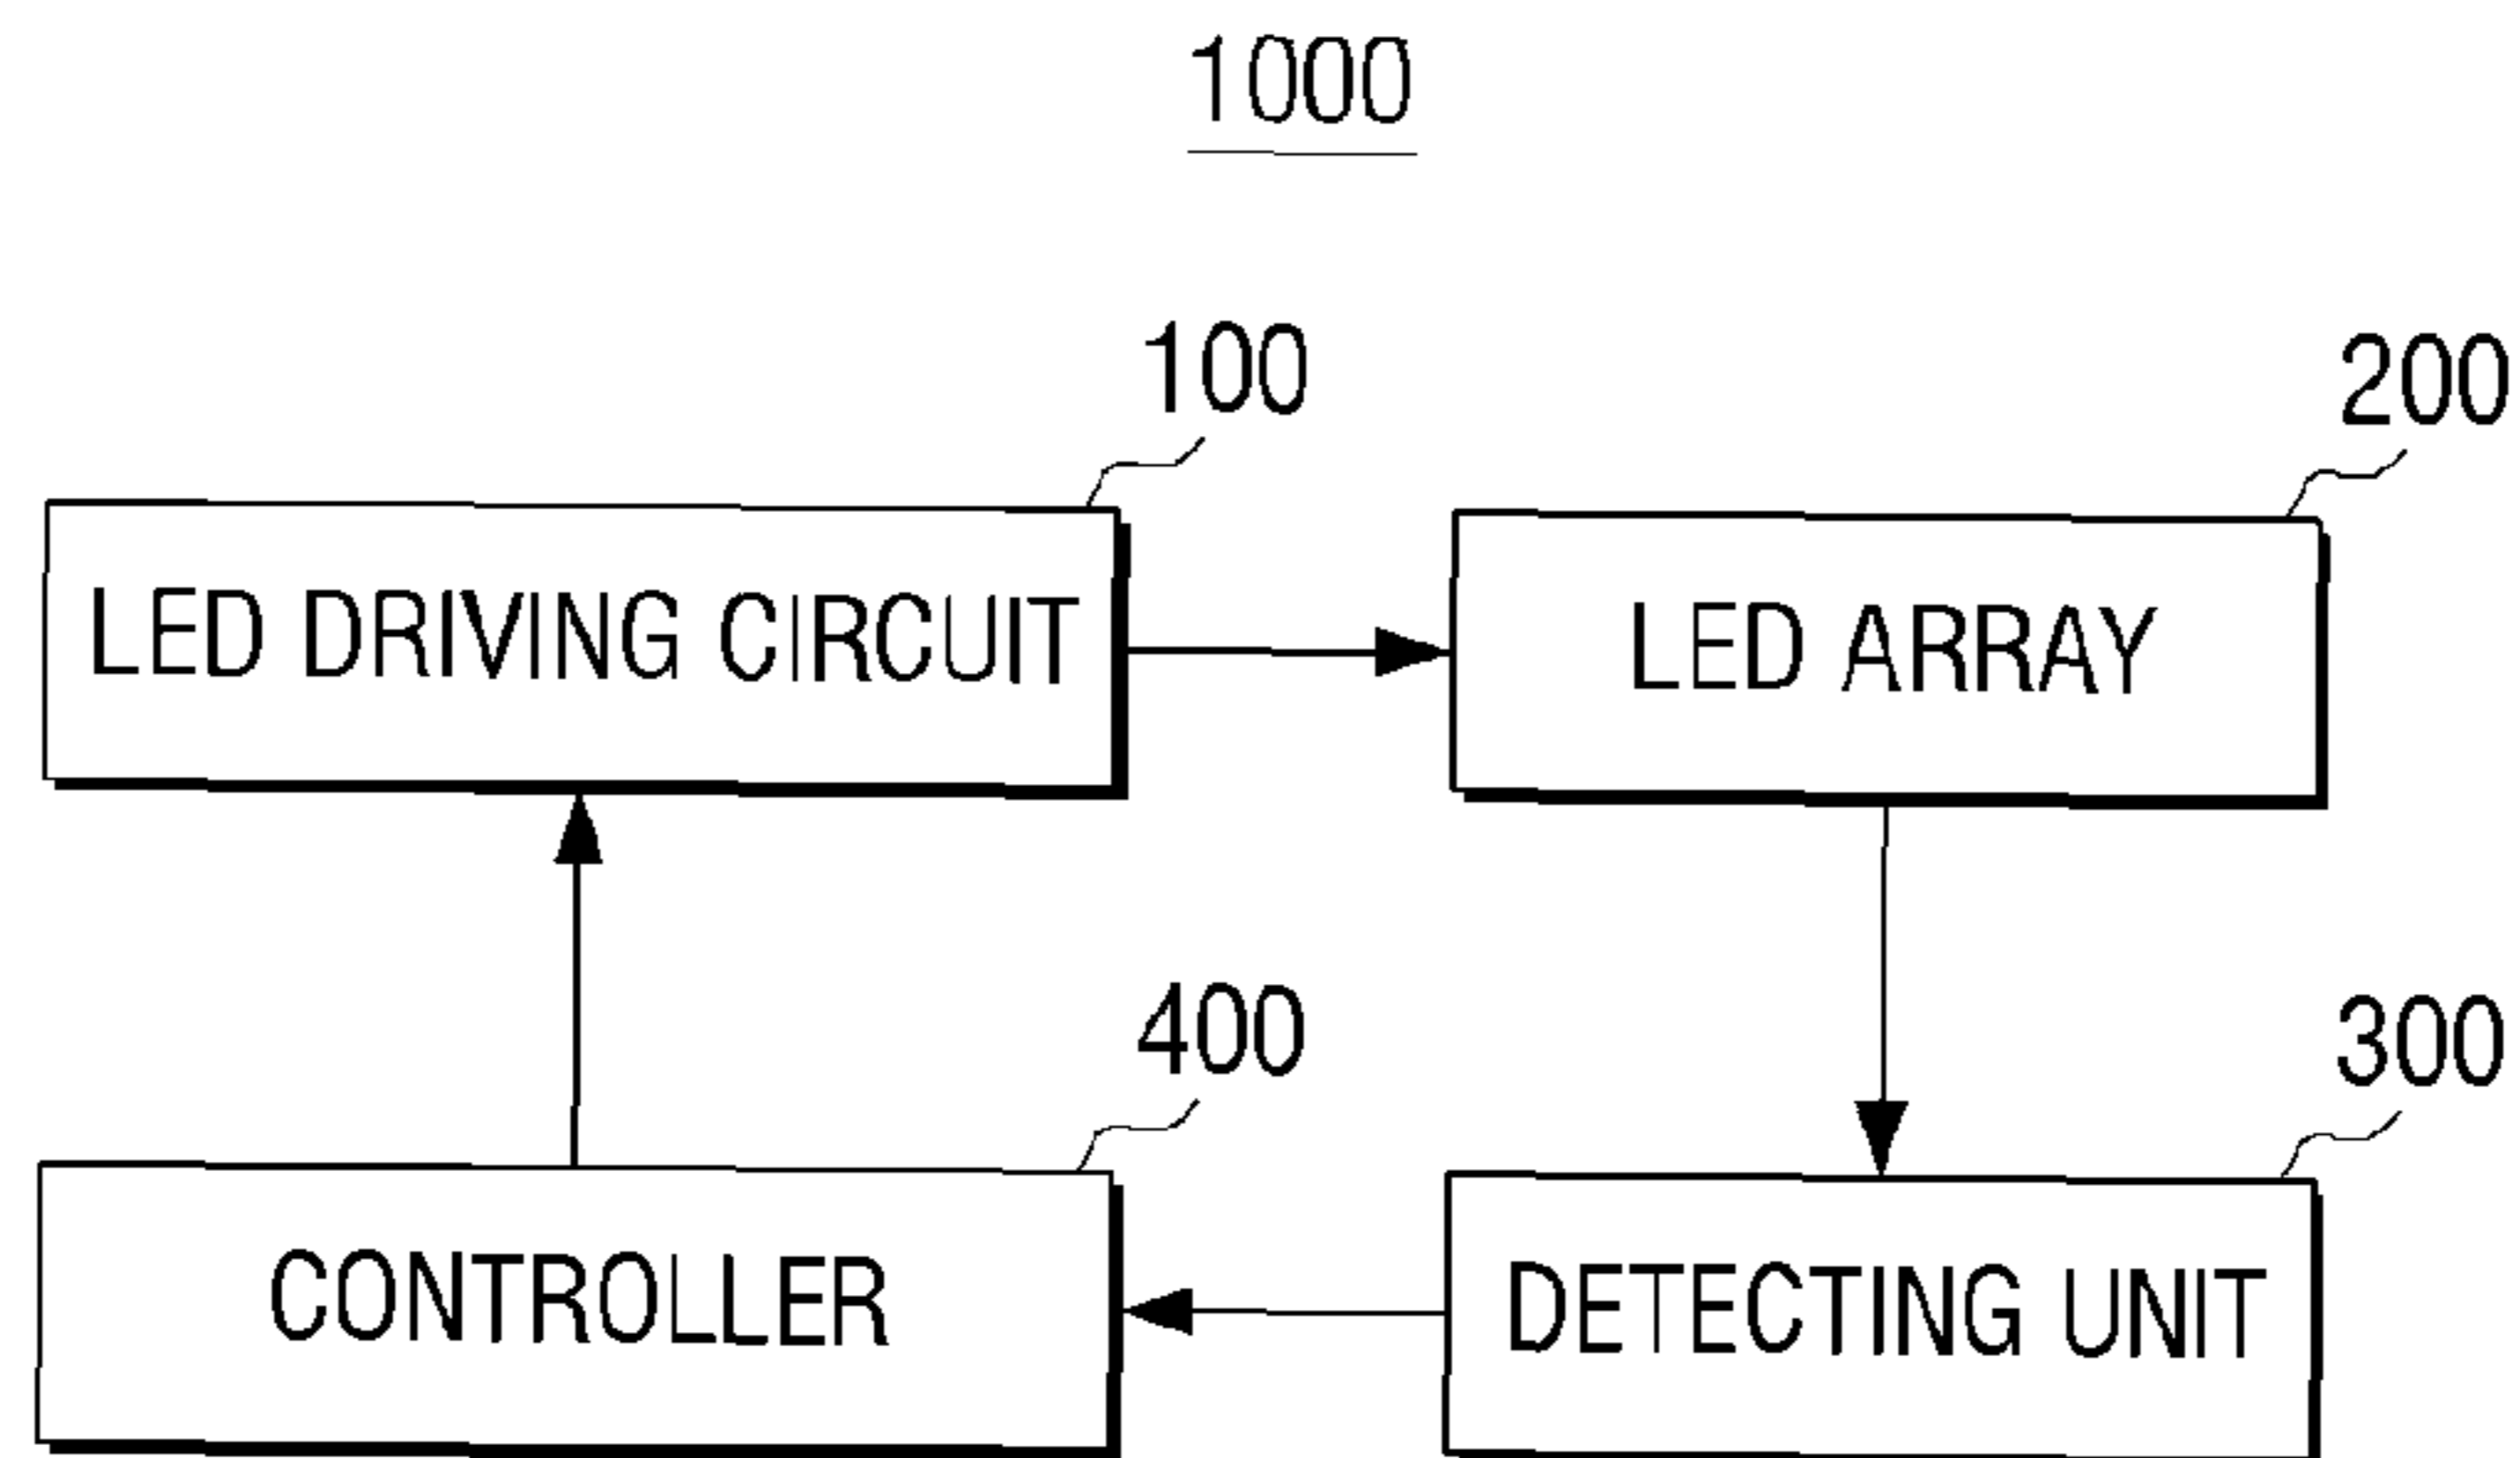 1000
100
200
LED DRIVING CIRCUIT
LED ARRAY
400
300
CONTROLLER
DETECTING UNIT